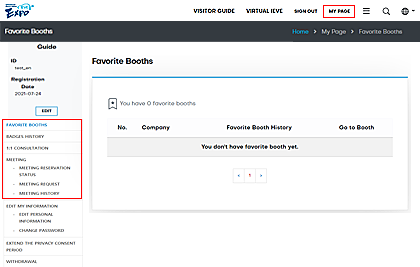 Expo
VISITOR GUIDE VIRTUAL IEVE SIGN OUT MY PAGE
Favorite Booths
Home > My Page > Favorite Booths
Guide
ID
test_en
Registration
Date
2021-07-24
EDIT
FAVORITE BOOTHS
BADGES HISTORY
1:1 CONSULTATION
MEETING
- MEETING RESERVATION
STATUS
- MEETING REQUEST
- MEETING HISTORY
EDIT MY INFORMATION
- EDIT PERSONAL
INFORMATION
- CHANGE PASSWORD
EXTEND THE PRIVACY CONSENT
PERIOD
WITHDRAWAL
Favorite Booths
You have 0 favorite booths
No. Company Favorite Booth History Go to Booth
You don't have favorite booth yet.
‹ 1 ›